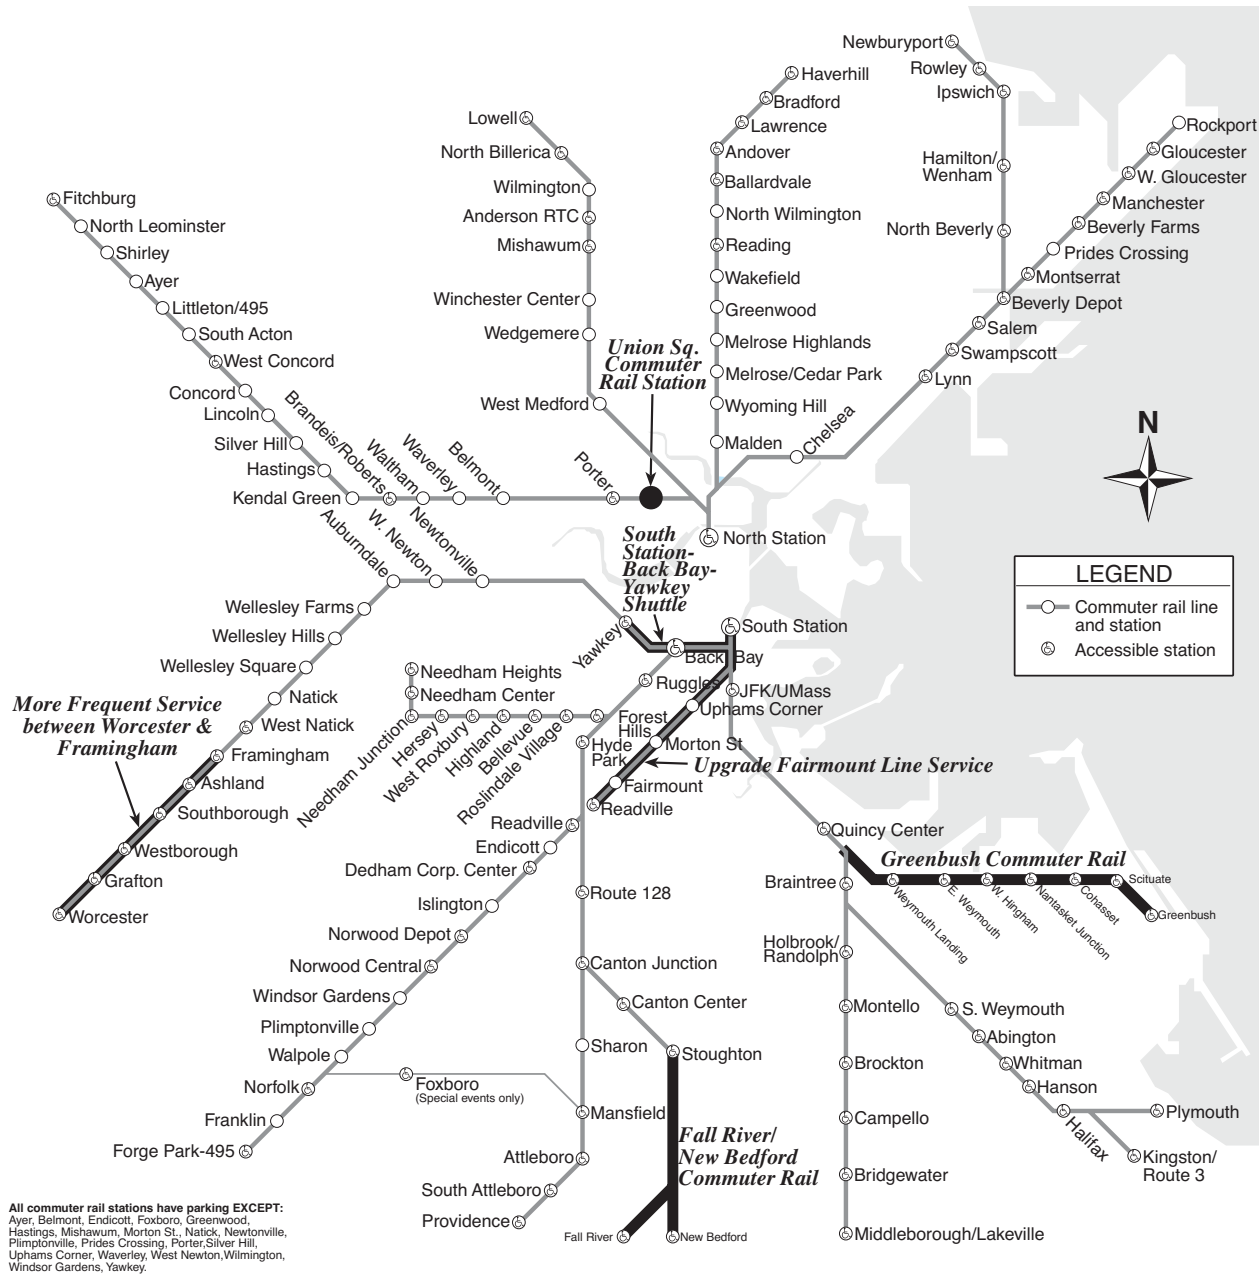 Newburyport
Rowley
Ipswich
Hamilton/
Wenham
North Beverly
Rockport
Gloucester
W. Gloucester
Manchester
Beverly Farms
Prides Crossing
Montserrat
Beverly Depot
Salem
Swampscott
Lynn
Chelsea
Haverhill
Bradford
Lawrence
Andover
Ballardvale
North Wilmington
Reading
Wakefield
Greenwood
Melrose Highlands
Melrose/Cedar Park
Wyoming Hill
Malden
Lowell
North Billerica
Wilmington
Anderson RTC
Mishawum
Winchester Center
Wedgemere
West Medford
Union Sq.
Commuter
Rail Station
Fitchburg
North Leominster
Shirley
Ayer
Littleton/495
South Acton
West Concord
Concord
Lincoln
Silver Hill
Hastings
Kendal Green
Brandeis/Roberts
Waltham
Waverley
Belmont
Porter
North Station
N
LEGEND
Commuter rail line
and station
Accessible station
South
Station-
Back Bay-
Yawkey
Shuttle
Auburndale
W. Newton
Newtonville
Wellesley Farms
Wellesley Hills
Wellesley Square
Natick
West Natick
Framingham
Ashland
Southborough
Westborough
Grafton
Worcester
More Frequent Service
between Worcester &
Framingham
Yawkey
Back Bay
South Station
Ruggles
JFK/UMass
Uphams Corner
Morton St
Fairmount
Readville
Upgrade Fairmount Line Service
Needham Heights
Needham Center
Needham Junction
Hersey
West Roxbury
Highland
Bellevue
Roslindale Village
Forest
Hills
Hyde
Park
Readville
Endicott
Dedham Corp. Center
Islington
Norwood Depot
Norwood Central
Windsor Gardens
Plimptonville
Walpole
Norfolk
Franklin
Forge Park-495
Foxboro
(Special events only)
Route 128
Canton Junction
Canton Center
Sharon
Stoughton
Mansfield
Attleboro
South Attleboro
Providence
Fall River/
New Bedford
Commuter Rail
Fall River
New Bedford
Quincy Center
Greenbush Commuter Rail
Weymouth Landing
E. Weymouth
W. Hingham
Nantasket Junction
Cohasset
Scituate
Greenbush
Braintree
Holbrook/
Randolph
Montello
Brockton
Campello
Bridgewater
Middleborough/Lakeville
S. Weymouth
Abington
Whitman
Hanson
Halifax
Plymouth
Kingston/
Route 3
All commuter rail stations have parking EXCEPT:
Ayer, Belmont, Endicott, Foxboro, Greenwood,
Hastings, Mishawum, Morton St., Natick, Newtonville,
Plimptonville, Prides Crossing, Porter,Silver Hill,
Uphams Corner, Waverley, West Newton,Wilmington,
Windsor Gardens, Yawkey.